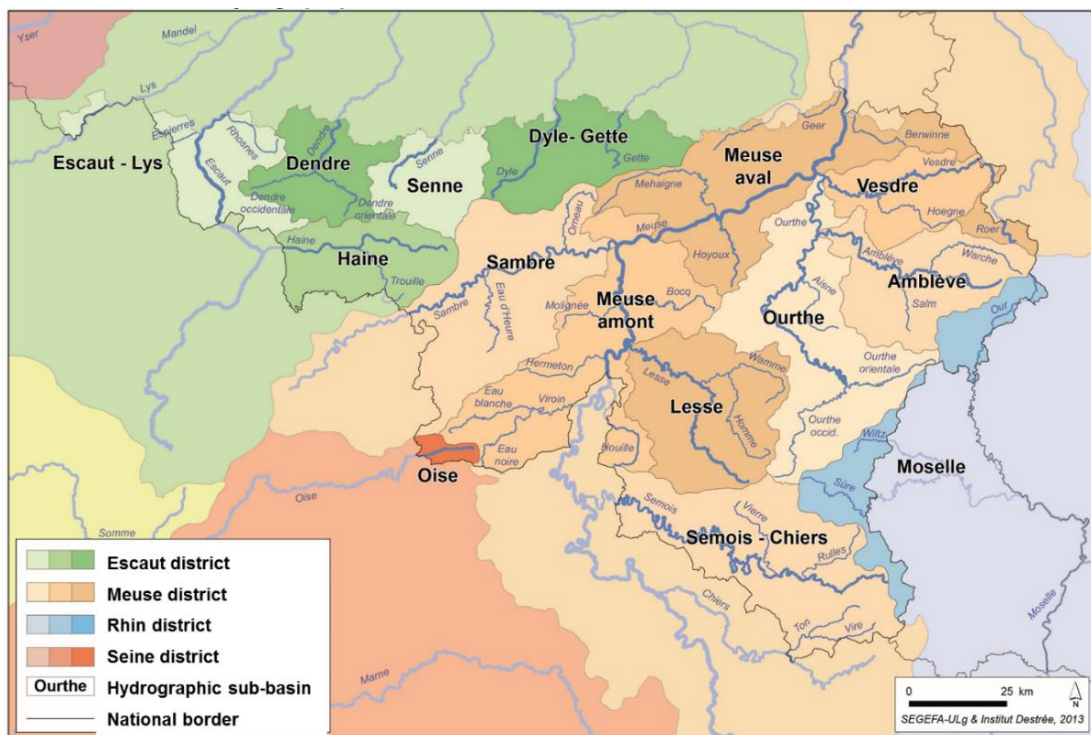 Yser
Mandel
Lys
Espierres
Rhosnes
Escaut - Lys
Escaut
Dendre
Dendre
Dendre
occidentale
Dendre
orientale
Senne
Senne
Dyle- Gette
Dyle
Gette
Geer
Berwinne
Meuse
aval
Vesdre
Vesdre
Hoegne
Roer
Mehaigne
Orneau
Meuse
Hoyoux
Ourthe
Haine
Haine
Trouille
Sambre
Sambre
Eau d'Heure
Molignée
Meuse
amont
Bocq
Amblève
Warche
Amblève
Salm
Aisne
Ourthe
Our
Ourthe
orientale
Hermeton
Eau
blanche
Viroin
Lesse
Wamme
Lesse
Homme
Ourthe
occid.
Eau
noire
Houille
Oise
Oise
Wiltz
Sûre
Moselle
Somme
Semois
Vierre
Semois - Chiers
Rulles
Chiers
Ton
Vire
Marne
Moselle
Escaut district
Meuse district
Rhin district
Seine district
Ourthe Hydrographic sub-basin
National border
0 25 km
N
SEGEFA-ULg & Institut Destrée, 2013